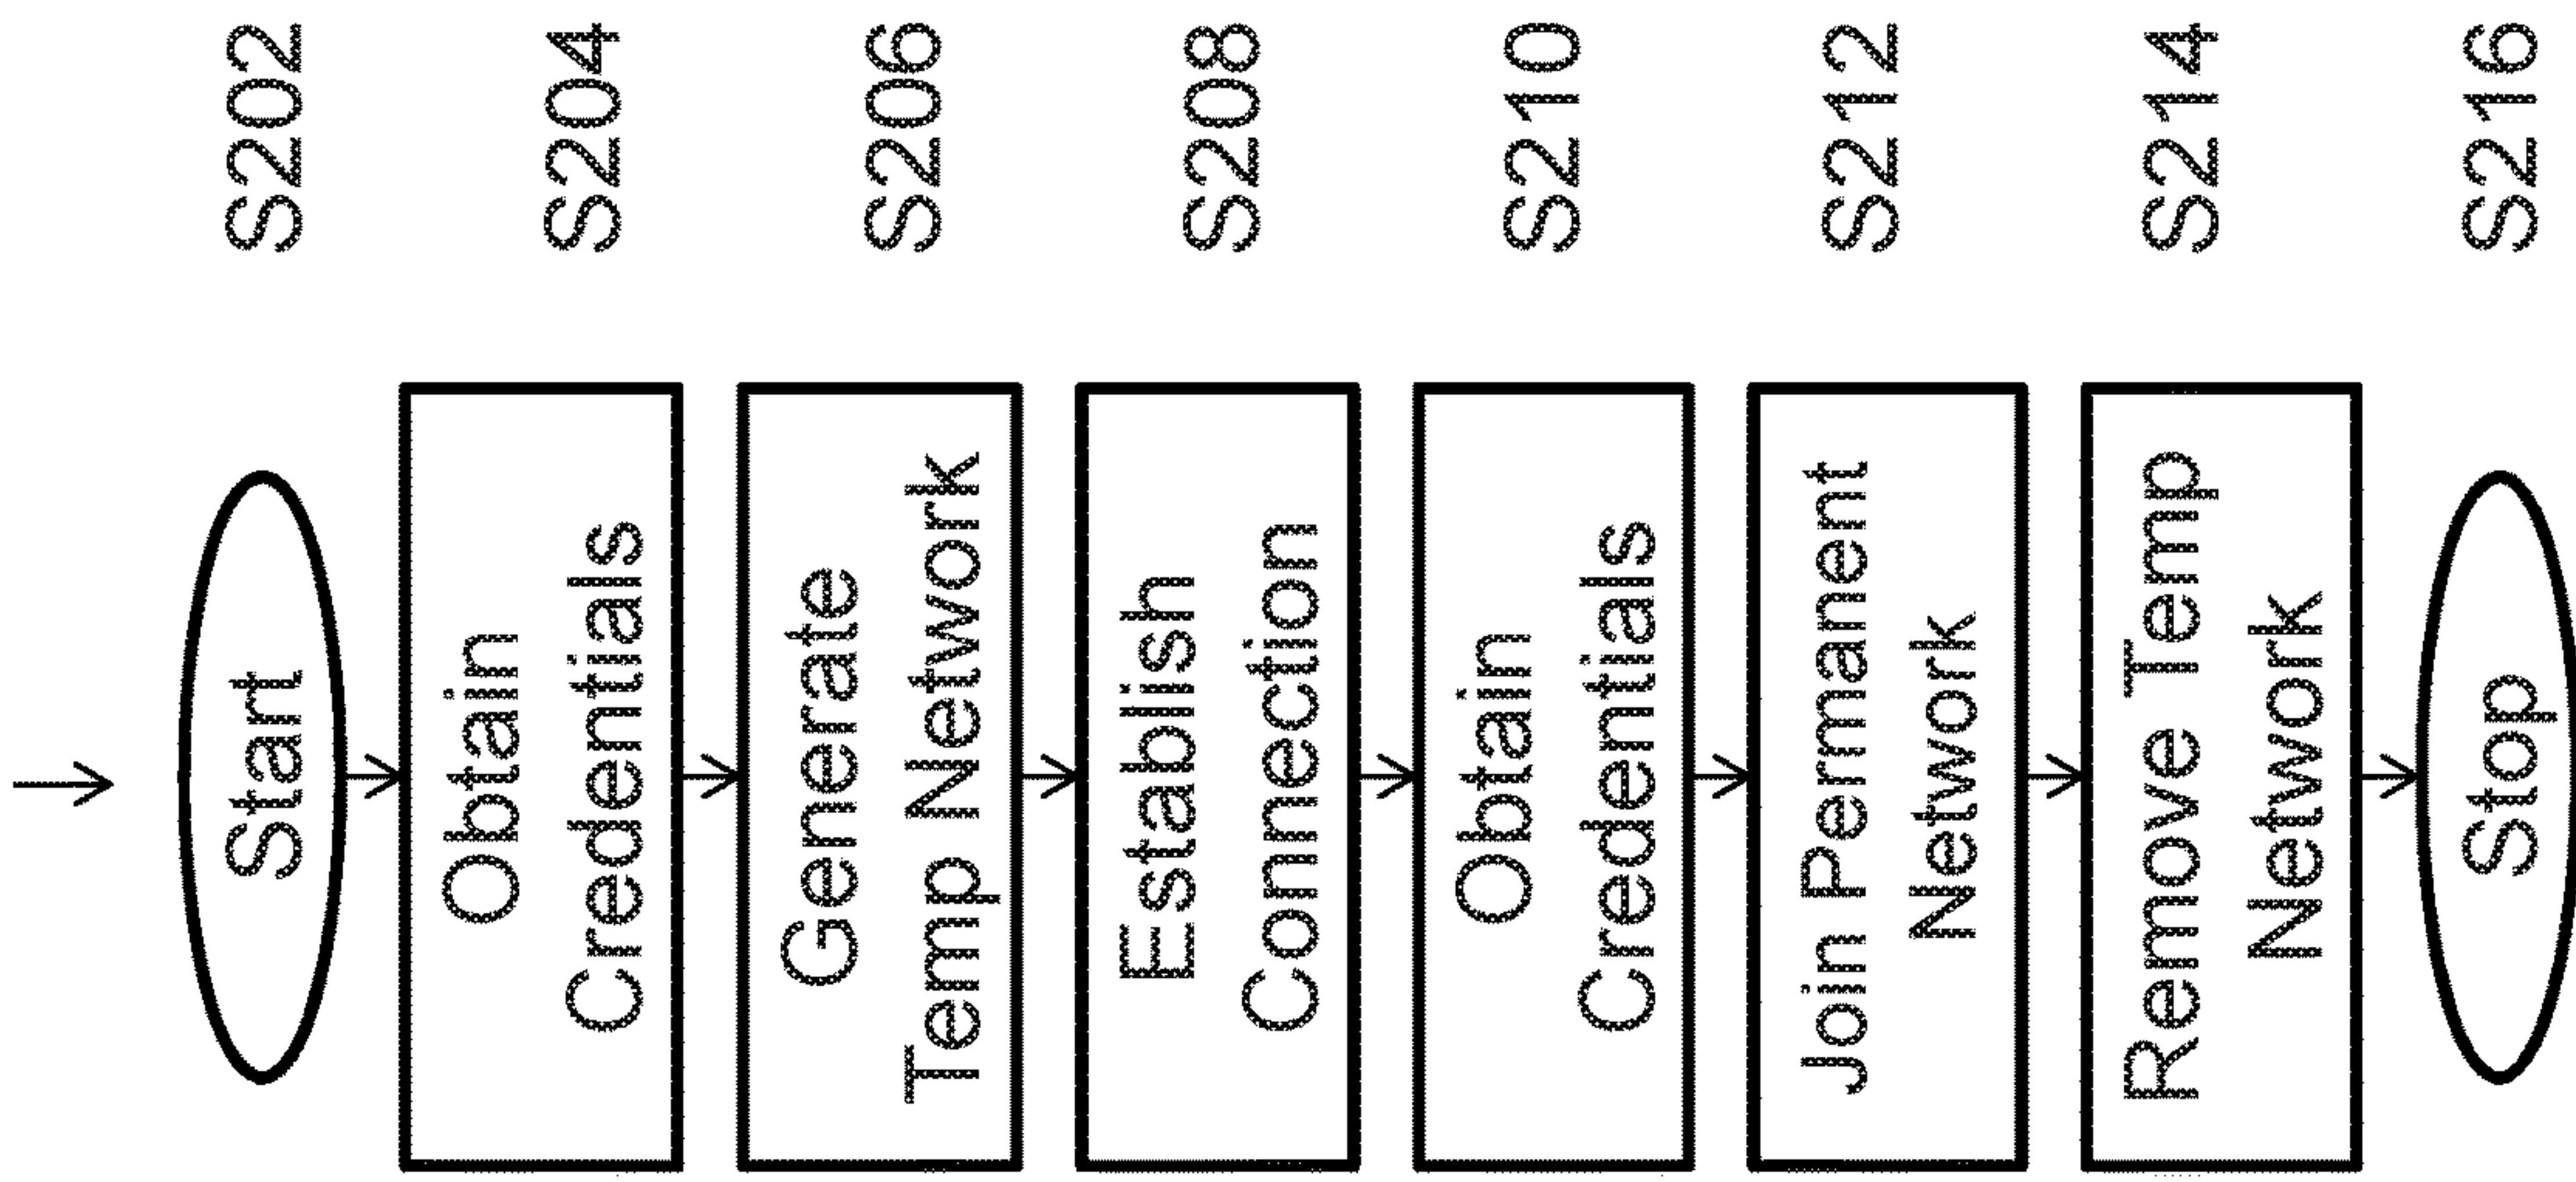 Start
S202
Obtain
Credentials
S204
Generate
Temp Network
S206
Establish
Connection
S208
Obtain
Credentials
S210
Join Permanent
Network
S212
Remove Temp
Network
S214
Stop
S216